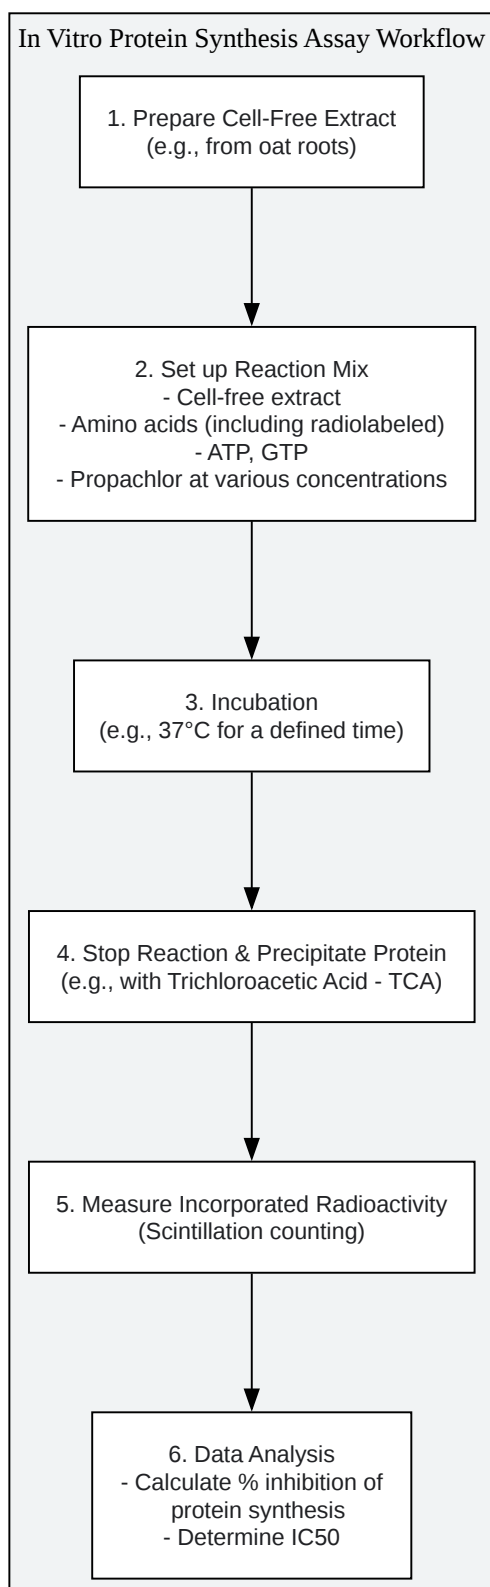 In Vitro Protein Synthesis Assay Workflow
1. Prepare Cell-Free Extract
(e.g., from oat roots)
2. Set up Reaction Mix
- Cell-free extract
- Amino acids (including radiolabeled)
- ATP, GTP
- Propachlor at various concentrations
3. Incubation
(e.g., 37°C for a defined time)
4. Stop Reaction & Precipitate Protein
(e.g., with Trichloroacetic Acid - TCA)
5. Measure Incorporated Radioactivity
(Scintillation counting)
6. Data Analysis
- Calculate % inhibition of
protein synthesis
- Determine IC50